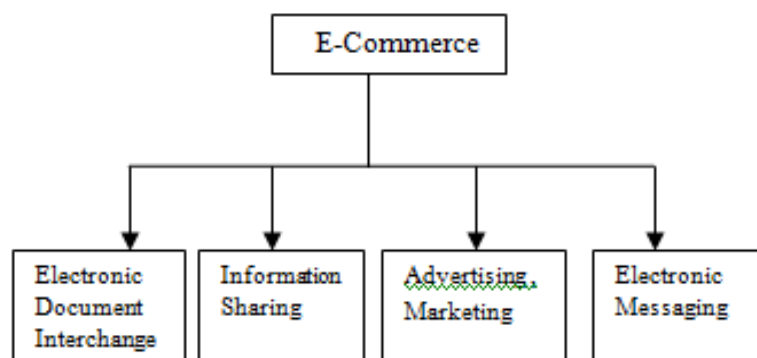 E-Commerce
Electronic
Document
Interchange
Information
Sharing
Advertising,
Marketing
Electronic
Messaging